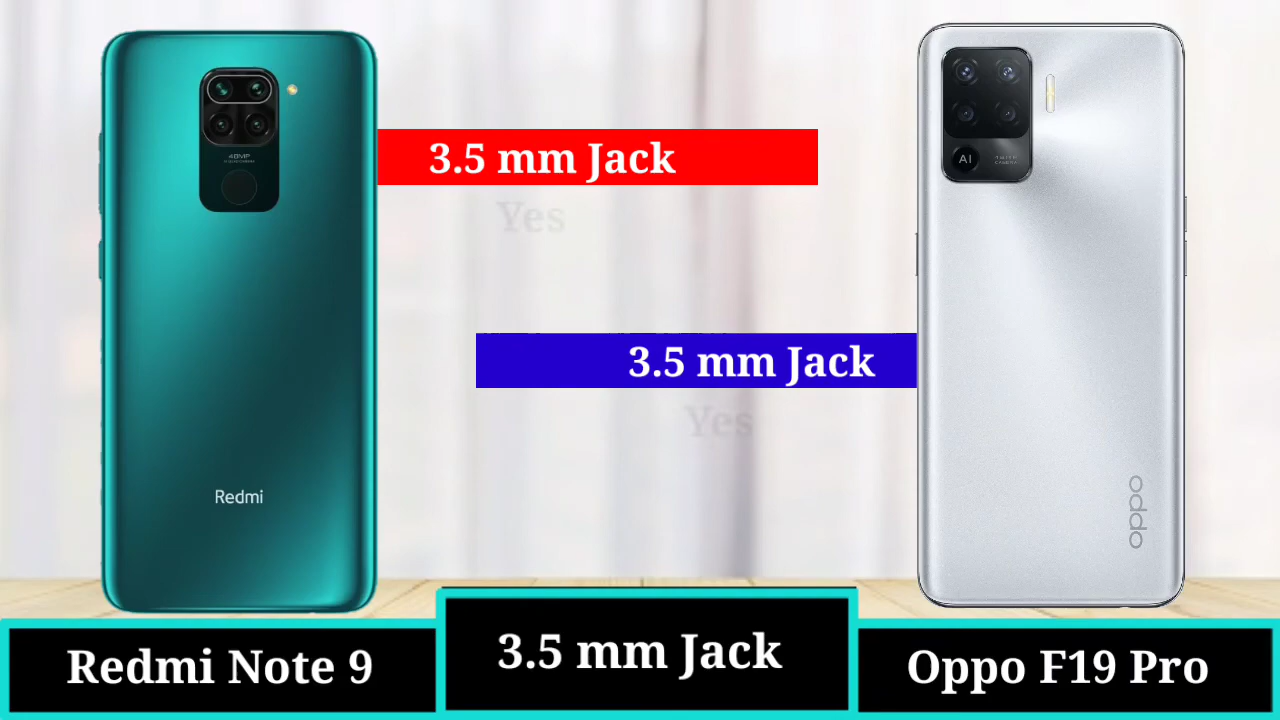 48MP
3.5 mm Jack
Yes
AI
3.5 mm Jack
Yes
Redmi
oppo
Redmi Note 9
3.5 mm Jack
Oppo F19 Pro